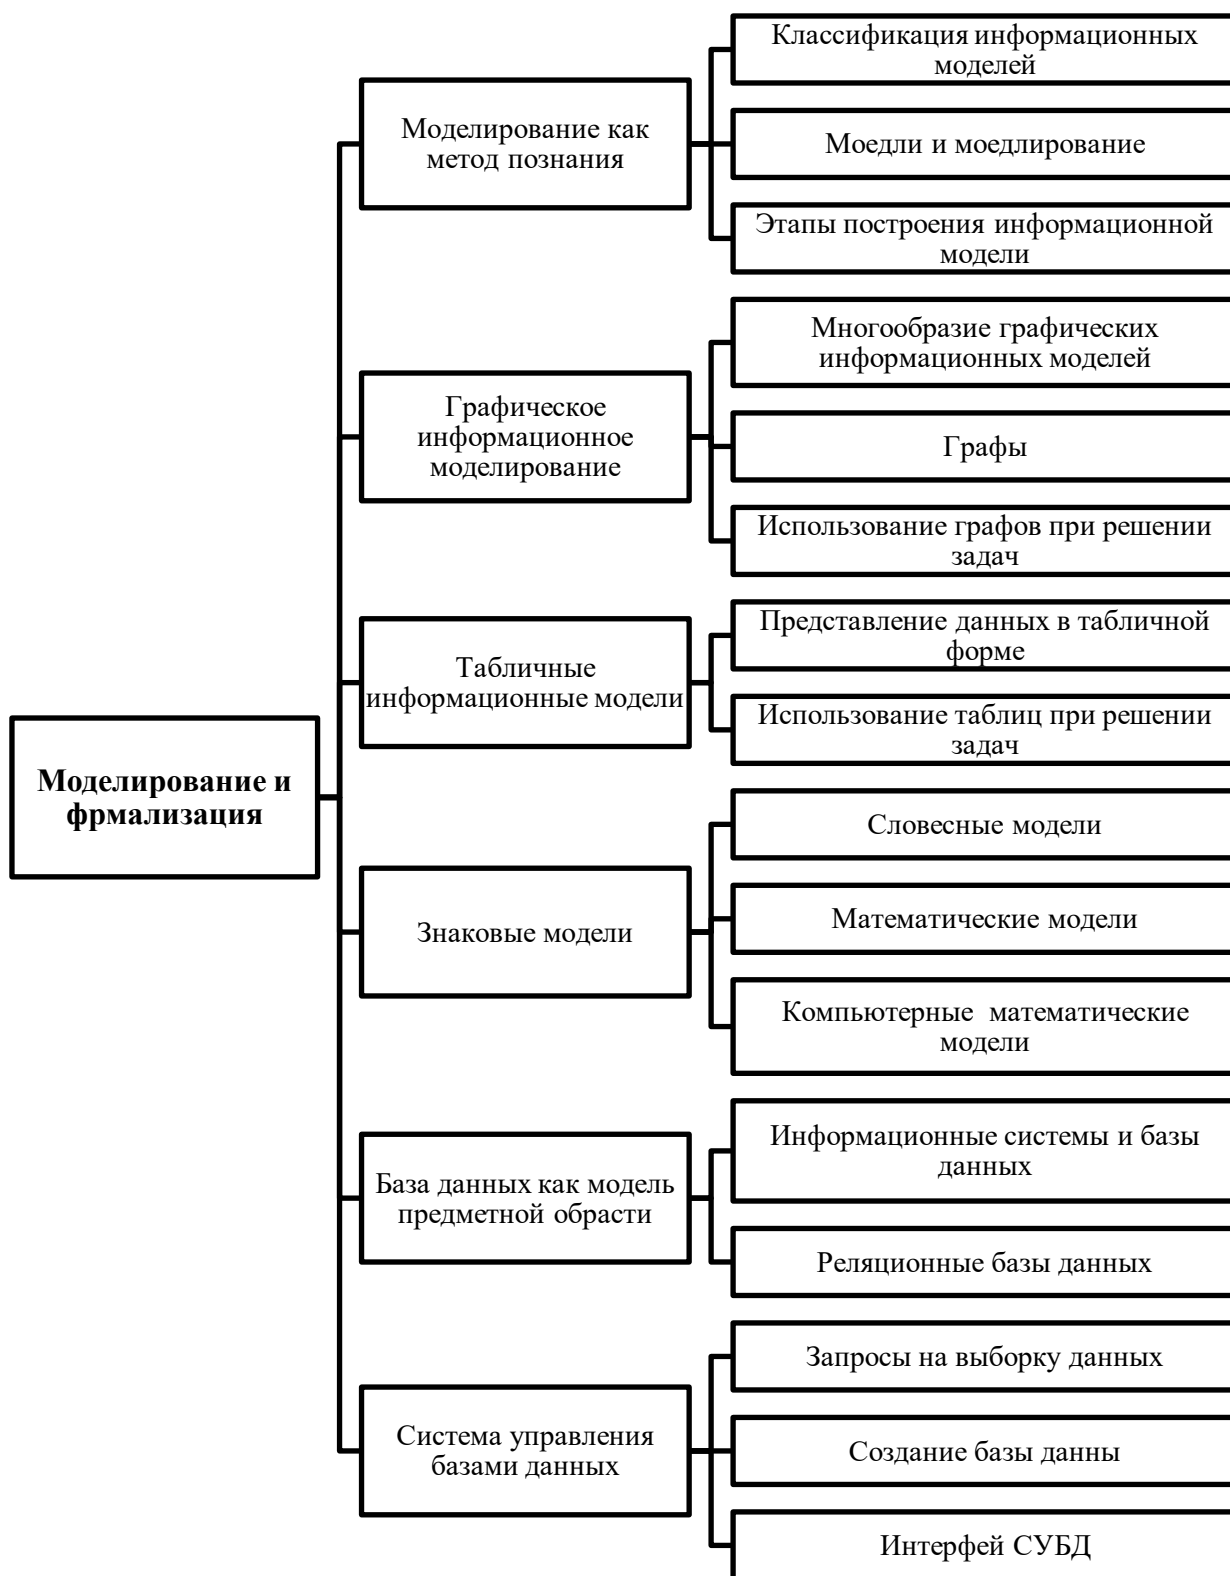 Моделирование и
фрмализация
Моделирование как
метод познания
Классификация информационных
моделей
Моедли и моедлирование
Этапы построения информационной
модели
Графическое
информационное
моделирование
Многообразие графических
информационных моделей
Графы
Использование графов при решении
задач
Табличные
информационные модели
Представление данных в табличной
форме
Использование таблиц при решении
задач
Знаковые модели
Словесные модели
Математические модели
Компьютерные математические
модели
База данных как модель
предметной обрасти
Информационные системы и базы
данных
Реляционные базы данных
Система управления
базами данных
Запросы на выборку данных
Создание базы данны
Интерфей СУБД